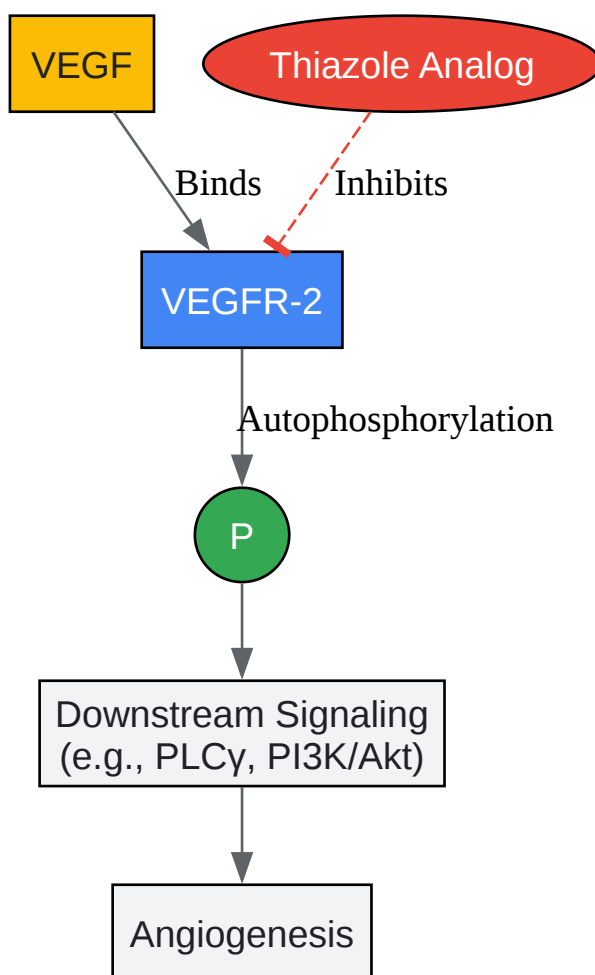 VEGF
Thiazole Analog
Binds
Inhibits
VEGFR-2
Autophosphorylation
P
Downstream Signaling
(e.g., PLCγ, PI3K/Akt)
Angiogenesis